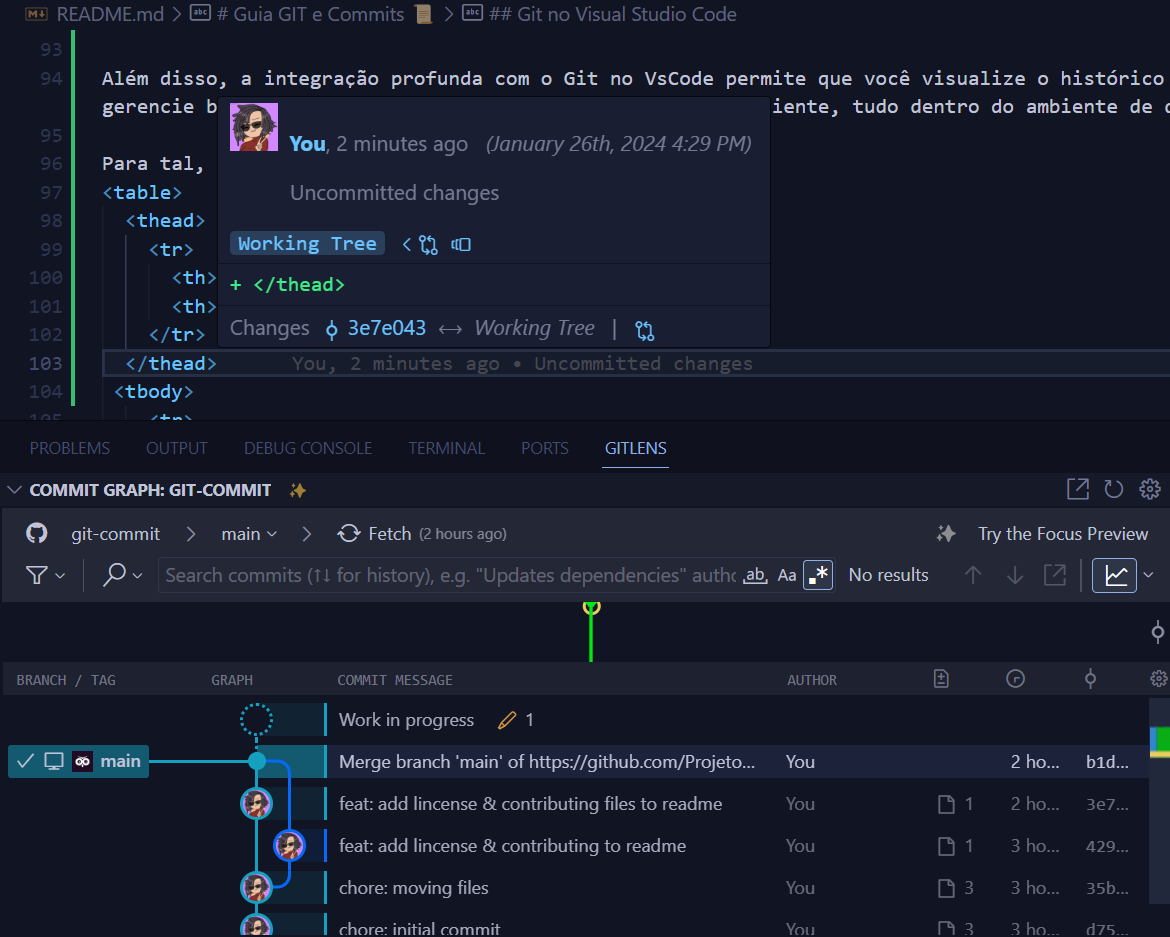 README.md > # Guia GIT e Commits 📜 > ## Git no Visual Studio Code
93
94 Além disso, a integração profunda com o Git no VsCode permite que você visualize o histórico
gerencie b iente, tudo dentro do ambiente de
95
96 Para tal,
97 <table>
98 <thead>
99 <tr>
100 <th>
101 <th>
102 </tr>
103 </thead> You, 2 minutes ago • Uncommitted changes
104 <tbody>
105 <tr>
You, 2 minutes ago (January 26th, 2024 4:29 PM)
Uncommitted changes
Working Tree
+ </thead>
Changes 3e7e043 ↔ Working Tree |
PROBLEMS OUTPUT DEBUG CONSOLE TERMINAL PORTS GITLENS
COMMIT GRAPH: GIT-COMMIT
git-commit > main > Fetch (2 hours ago) Try the Focus Preview
Search commits (↑↓ for history), e.g. "Updates dependencies" autho ab Aa .* No results
BRANCH / TAG GRAPH COMMIT MESSAGE AUTHOR
Work in progress 1
main Merge branch 'main' of https://github.com/Projeto... You 2 ho... b1d...
feat: add lincense & contributing files to readme You 1 2 ho... 3e7...
feat: add lincense & contributing to readme You 1 3 ho... 429...
chore: moving files You 3 3 ho... 35b...
chore: initial commit You 3 3 ho... d75...